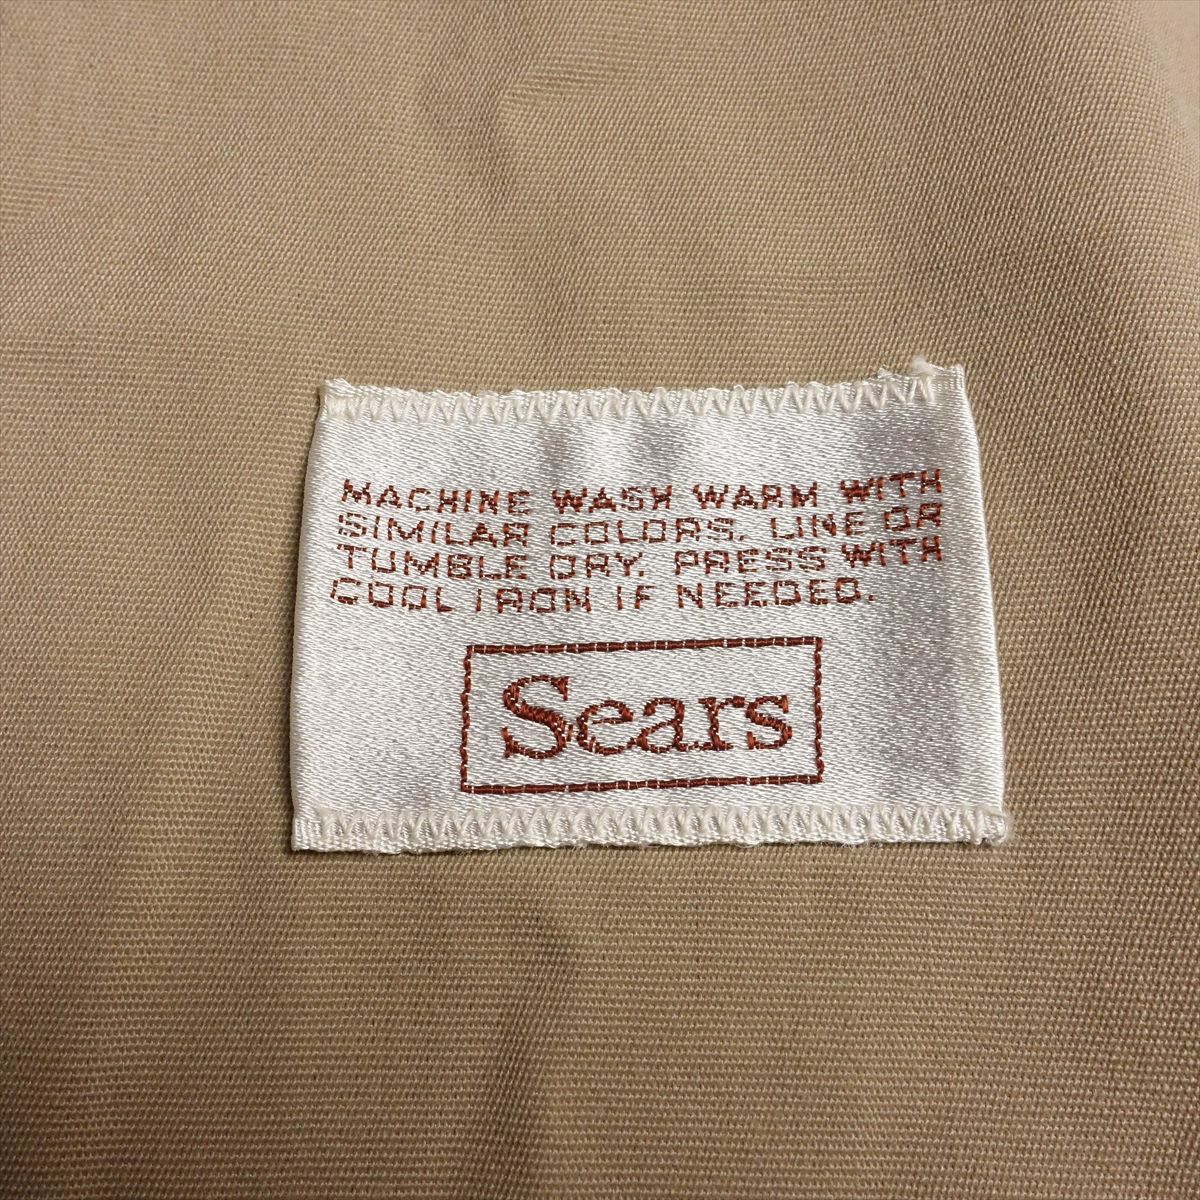 MACHINE WASH WARM WITH
SIMILAR COLORS. LINE OR
TUMBLE DRY. PRESS WITH
COOL IRON IF NEEDED.
Sears